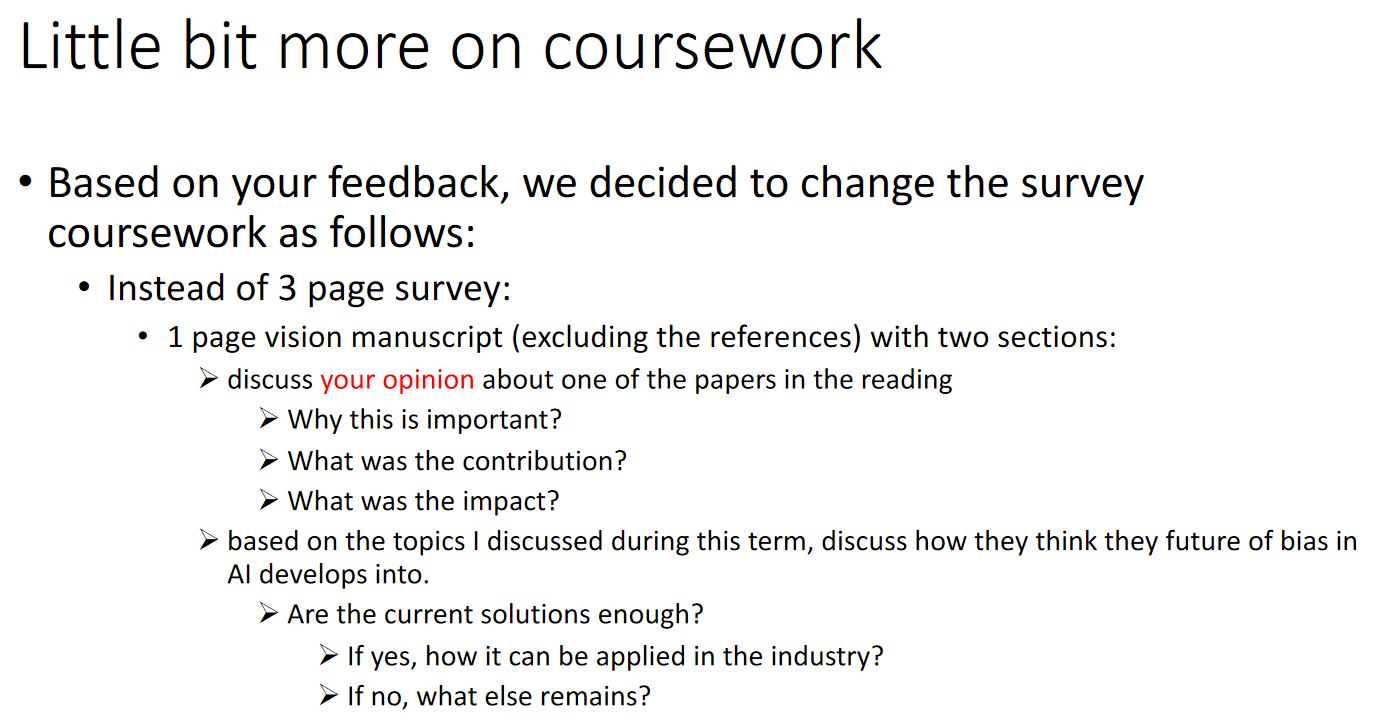 Little bit more on coursework
• Based on your feedback, we decided to change the survey
coursework as follows:
• Instead of 3 page survey:
• 1 page vision manuscript (excluding the references) with two sections:
➢ discuss your opinion about one of the papers in the reading
➢ Why this is important?
➢ What was the contribution?
➢ What was the impact?
➢ based on the topics I discussed during this term, discuss how they think they future of bias in
AI develops into.
➢ Are the current solutions enough?
➢ If yes, how it can be applied in the industry?
➢ If no, what else remains?